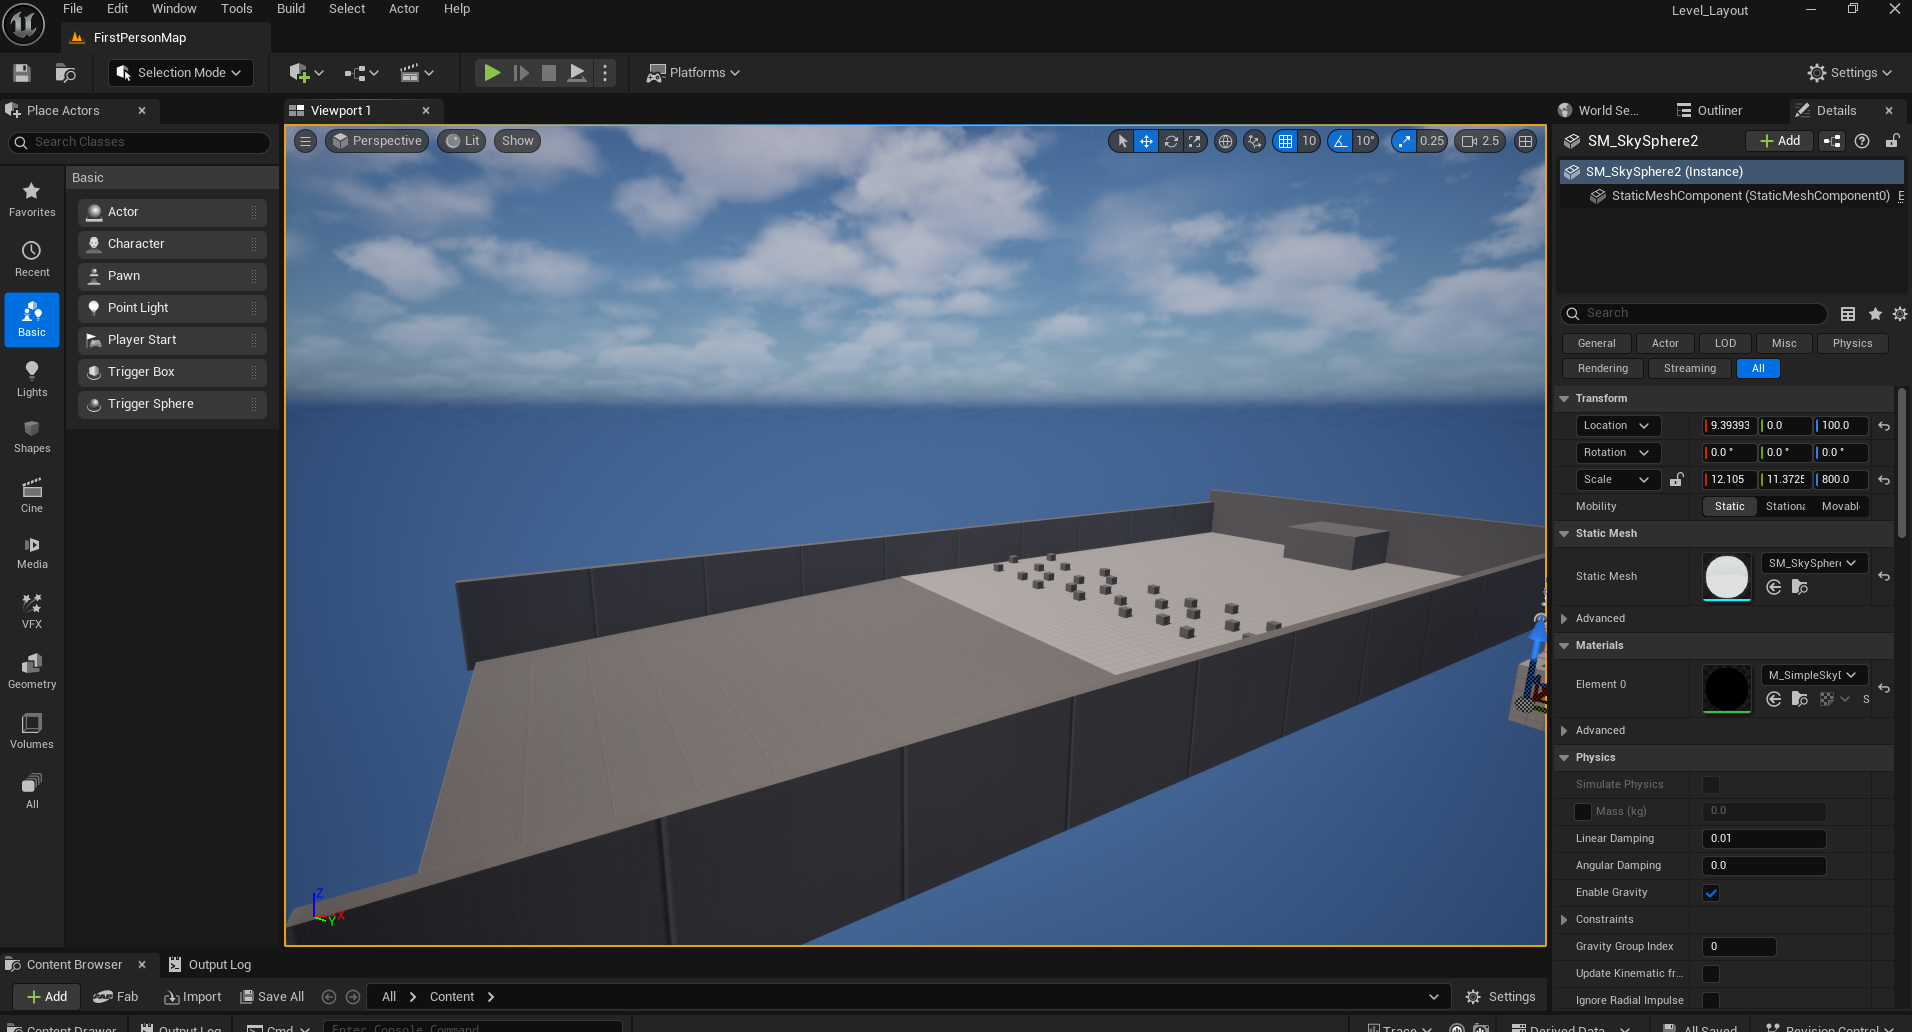 File Edit Window Tools Build Select Actor Help
Level_Layout
FirstPersonMap
Selection Mode
Platforms
Settings
Place Actors
Search Classes
Favorites
Recent
Basic
Lights
Shapes
Cine
Media
VFX
Geometry
Volumes
All
Basic
Actor
Character
Pawn
Point Light
Player Start
Trigger Box
Trigger Sphere
Viewport 1
Perspective Lit Show
10 10° 0.25 2.5
Z
X
Y
World Se... Outliner Details
SM_SkySphere2
Add
SM_SkySphere2 (Instance)
StaticMeshComponent (StaticMeshComponent0) E
Search
General Actor LOD Misc Physics
Rendering Streaming All
Transform
Location 9.39393 0.0 100.0
Rotation 0.0 ° 0.0 ° 0.0 °
Scale 12.105 11.3725 800.0
Mobility Static Stationa Movabl
Static Mesh
Static Mesh SM_SkySpher
Advanced
Materials
Element 0 M_SimpleSky
S
Advanced
Physics
Simulate Physics
Mass (kg) 0.0
Linear Damping 0.01
Angular Damping 0.0
Enable Gravity
Constraints
Gravity Group Index 0
Update Kinematic fr...
Ignore Radial Impulse
Content Browser Output Log
Add Fab Import Save All All Content Settings
Content Drawer Output Log Cmd Enter Console Command Trace Derived Data All Saved Revision Control